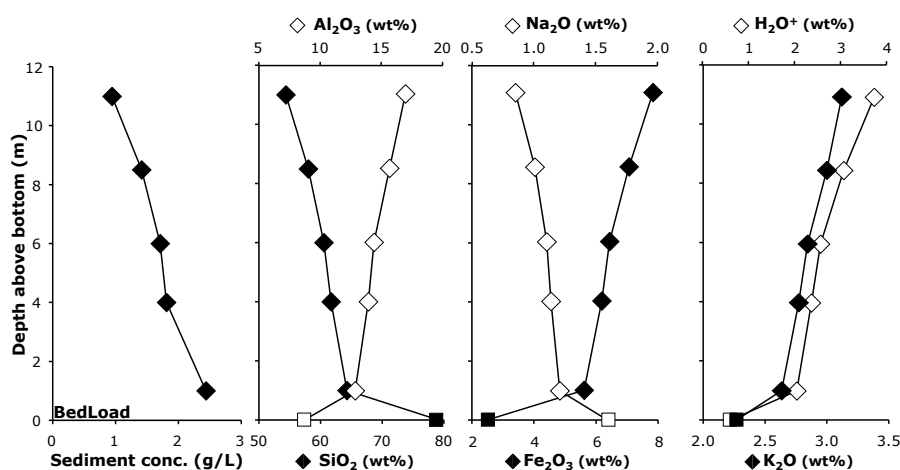 Al₂O₃ (wt%) Na₂O (wt%) H₂O⁺ (wt%)
5 10 15 20 0.5 1.0 1.5 2.0 0 1 2 3 4
12
10
8
6
4
2
0
Depth above bottom (m)
BedLoad
0 1 2 3 50 60 70 80 2 4 6 8 2.0 2.5 3.0 3.5
Sediment conc. (g/L) SiO₂ (wt%) Fe₂O₃ (wt%) K₂O (wt%)